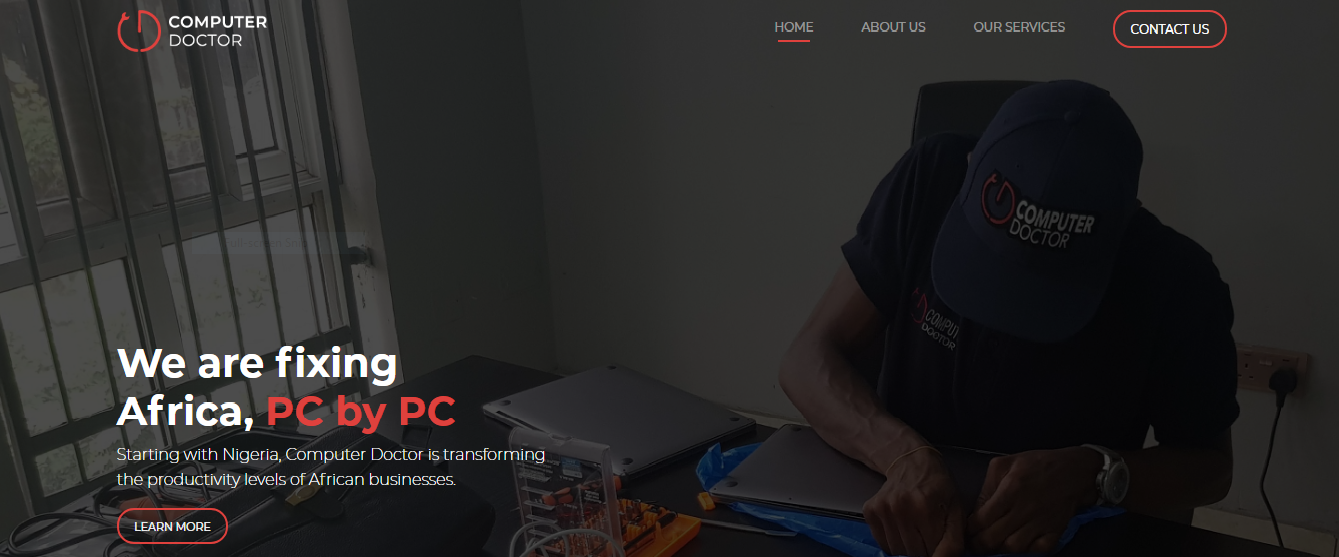 COMPUTER
DOCTOR
HOME
ABOUT US
OUR SERVICES
CONTACT US
COMPUTER
DOCTOR
COMPUT
DOCTOR
We are fixing
Africa, PC by PC
Starting with Nigeria, Computer Doctor is transforming
the productivity levels of African businesses.
LEARN MORE